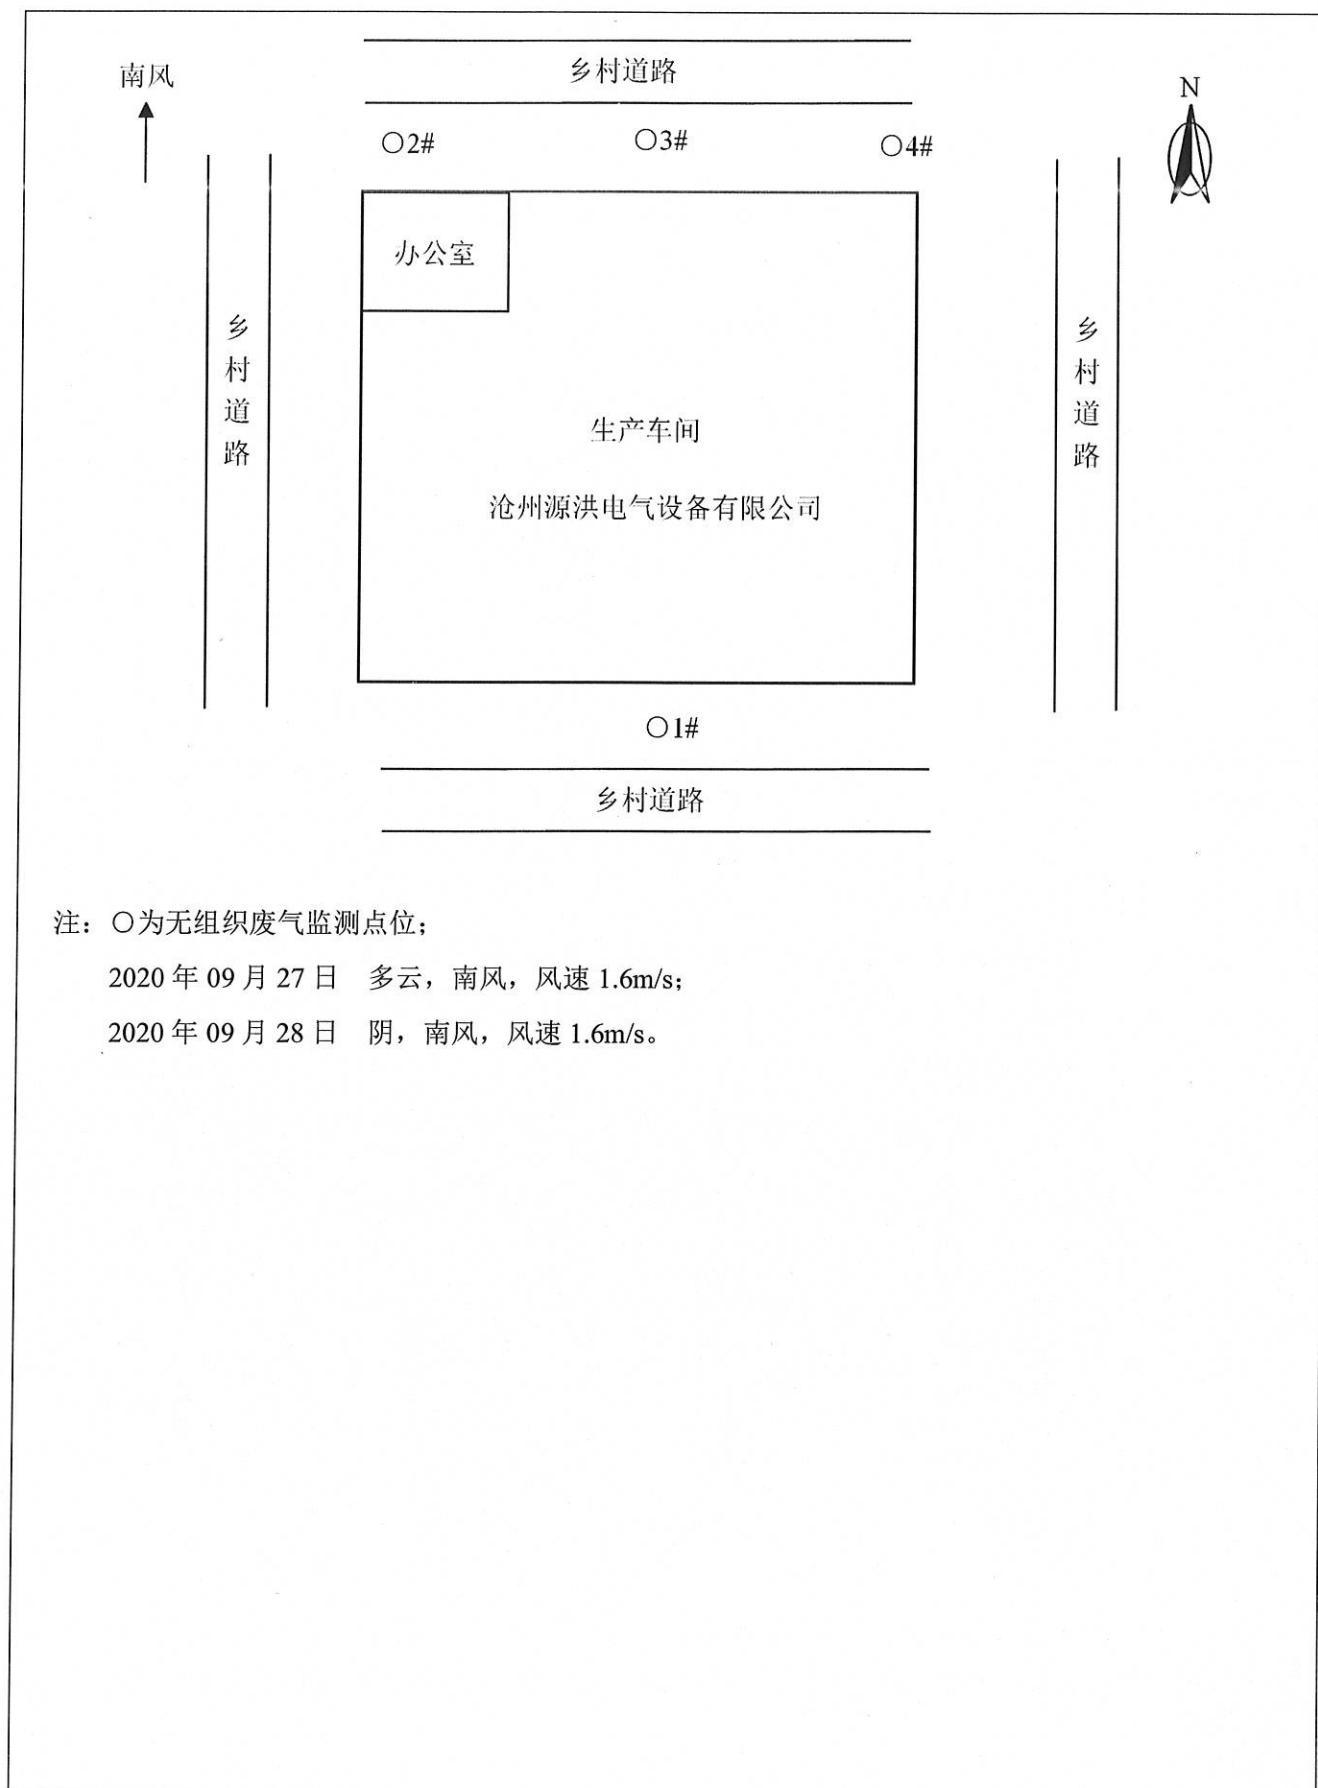 乡村道路
南风
N
○2#
○3#
○4#
办公室
乡村道路
乡村道路
生产车间
沧州源洪电气设备有限公司
○1#
乡村道路
注：○为无组织废气监测点位；
2020 年 09 月 27 日 多云，南风，风速 1.6m/s；
2020 年 09 月 28 日 阴，南风，风速 1.6m/s。